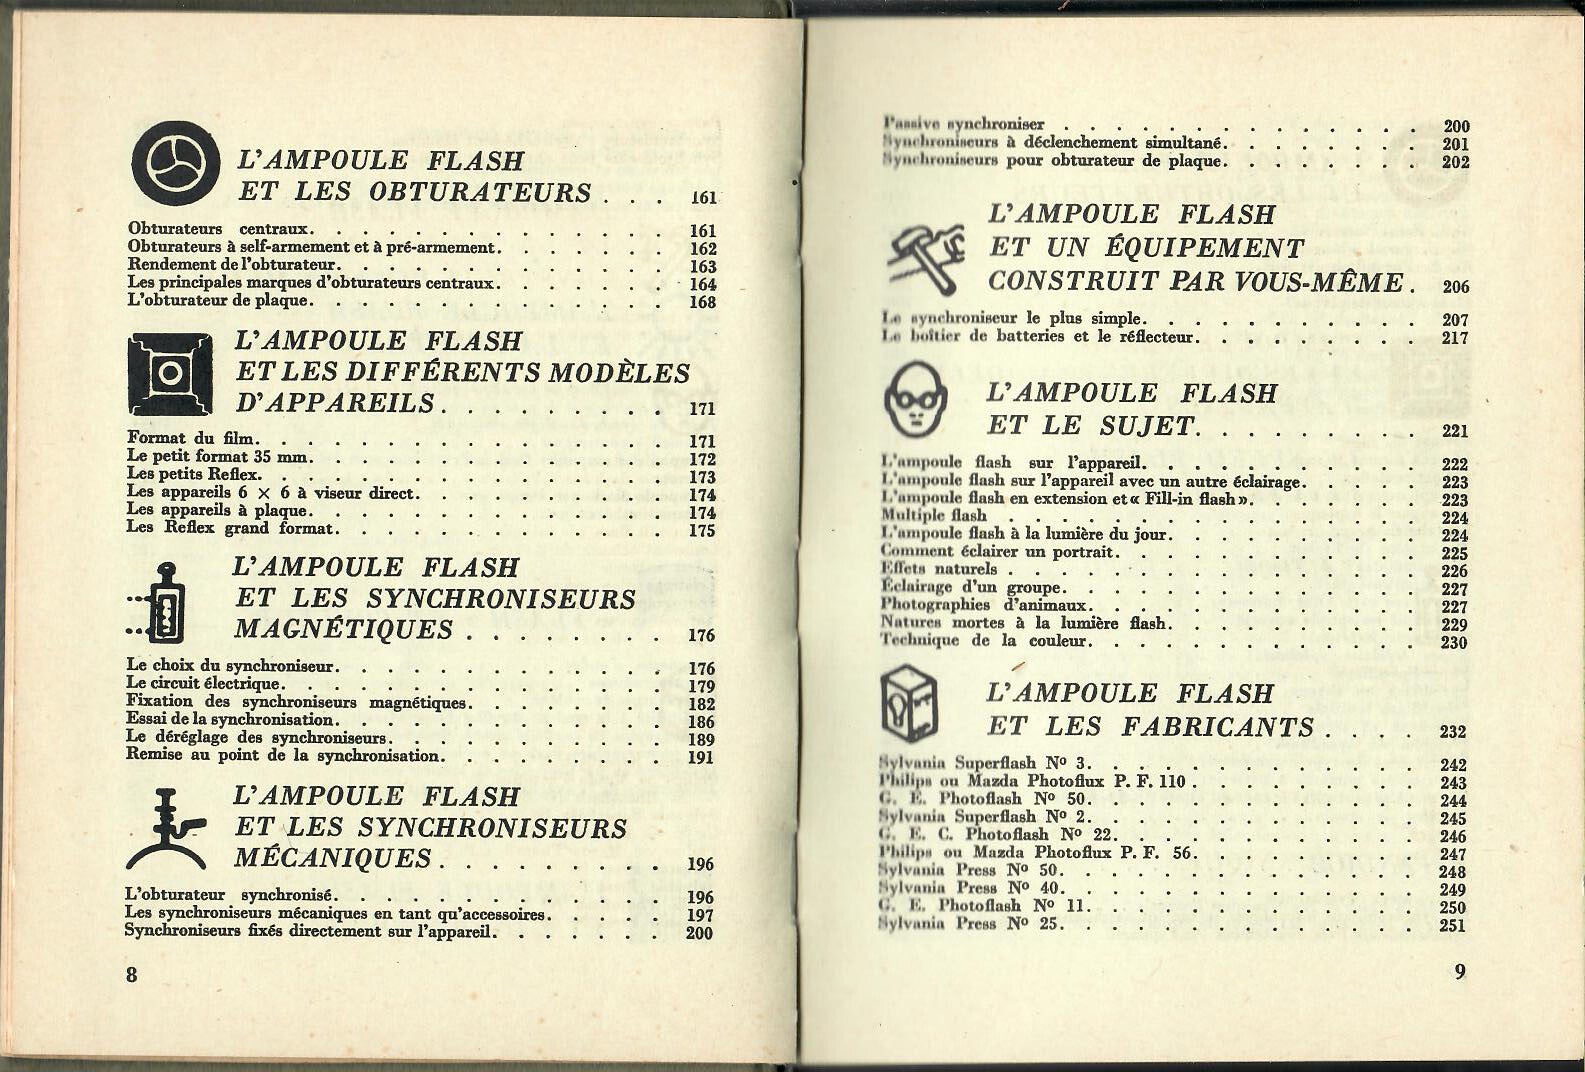 L'AMPOULE FLASH
ET LES OBTURATEURS . . . 161
Obturateurs centraux. . . . . . . . . . . . . . 161
Obturateurs à self-armement et à pré-armement. . . . . . . 162
Rendement de l'obturateur. . . . . . . . . . . . . 163
Les principales marques d'obturateurs centraux. . . . . . . 164
L'obturateur de plaque. . . . . . . . . . . . . . 168
L'AMPOULE FLASH
ET LES DIFFÉRENTS MODÈLES
D'APPAREILS. . . . . . . . . 171
Format du film. . . . . . . . . . . . . . . . 171
Le petit format 35 mm. . . . . . . . . . . . . . 172
Les petits Reflex. . . . . . . . . . . . . . . . 173
Les appareils 6 × 6 à viseur direct. . . . . . . . . . 174
Les appareils à plaque. . . . . . . . . . . . . . 174
Les Reflex grand format. . . . . . . . . . . . . 175
L'AMPOULE FLASH
ET LES SYNCHRONISEURS
MAGNÉTIQUES . . . . . . . . 176
Le choix du synchroniseur. . . . . . . . . . . . . 176
Le circuit électrique. . . . . . . . . . . . . . . 179
Fixation des synchroniseurs magnétiques. . . . . . . . 182
Essai de la synchronisation. . . . . . . . . . . . . 186
Le déréglage des synchroniseurs. . . . . . . . . . . 189
Remise au point de la synchronisation. . . . . . . . . 191
L'AMPOULE FLASH
ET LES SYNCHRONISEURS
MÉCANIQUES. . . . . . . . . 196
L'obturateur synchronisé. . . . . . . . . . . . . 196
Les synchroniseurs mécaniques en tant qu'accessoires. . . . . 197
Synchroniseurs fixés directement sur l'appareil. . . . . . . 200
8
Passive synchroniser . . . . . . . . . . . . . . 200
Synchroniseurs à déclenchement simultané. . . . . . . . 201
Synchroniseurs pour obturateur de plaque. . . . . . . . 202
L'AMPOULE FLASH
ET UN ÉQUIPEMENT
CONSTRUIT PAR VOUS-MÊME . 206
Le synchroniseur le plus simple. . . . . . . . . . . 207
Le boîtier de batteries et le réflecteur. . . . . . . . . 217
L'AMPOULE FLASH
ET LE SUJET. . . . . . . . . 221
L'ampoule flash sur l'appareil. . . . . . . . . . . 222
L'ampoule flash sur l'appareil avec un autre éclairage. . . . . 223
L'ampoule flash en extension et « Fill-in flash ». . . . . . . 223
Multiple flash . . . . . . . . . . . . . . . . 224
L'ampoule flash à la lumière du jour. . . . . . . . . . 224
Comment éclairer un portrait. . . . . . . . . . . . 225
Effets naturels . . . . . . . . . . . . . . . . 226
Éclairage d'un groupe. . . . . . . . . . . . . . 227
Photographies d'animaux. . . . . . . . . . . . . 227
Natures mortes à la lumière flash. . . . . . . . . . 229
Technique de la couleur. . . . . . . . . . . . . 230
L'AMPOULE FLASH
ET LES FABRICANTS . . . . 232
Sylvania Superflash Nº 3. . . . . . . . . . . . . 242
Philips ou Mazda Photoflux P. F. 110 . . . . . . . . . 243
G. E. Photoflash Nº 50. . . . . . . . . . . . . 244
Sylvania Superflash Nº 2. . . . . . . . . . . . . 245
G. E. C. Photoflash Nº 22. . . . . . . . . . . . 246
Philips ou Mazda Photoflux P. F. 56. . . . . . . . . 247
Sylvania Press Nº 50. . . . . . . . . . . . . . 248
Sylvania Press Nº 40. . . . . . . . . . . . . . 249
G. E. Photoflash Nº 11. . . . . . . . . . . . . 250
Sylvania Press Nº 25. . . . . . . . . . . . . . 251
9